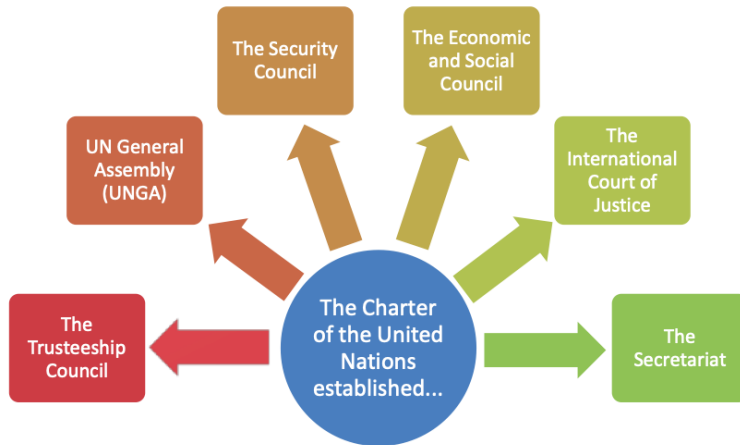 The Security
Council
The Economic
and Social
Council
UN General
Assembly
(UNGA)
The
International
Court of
Justice
The
Trusteeship
Council
The Charter
of the United
Nations
established...
The
Secretariat